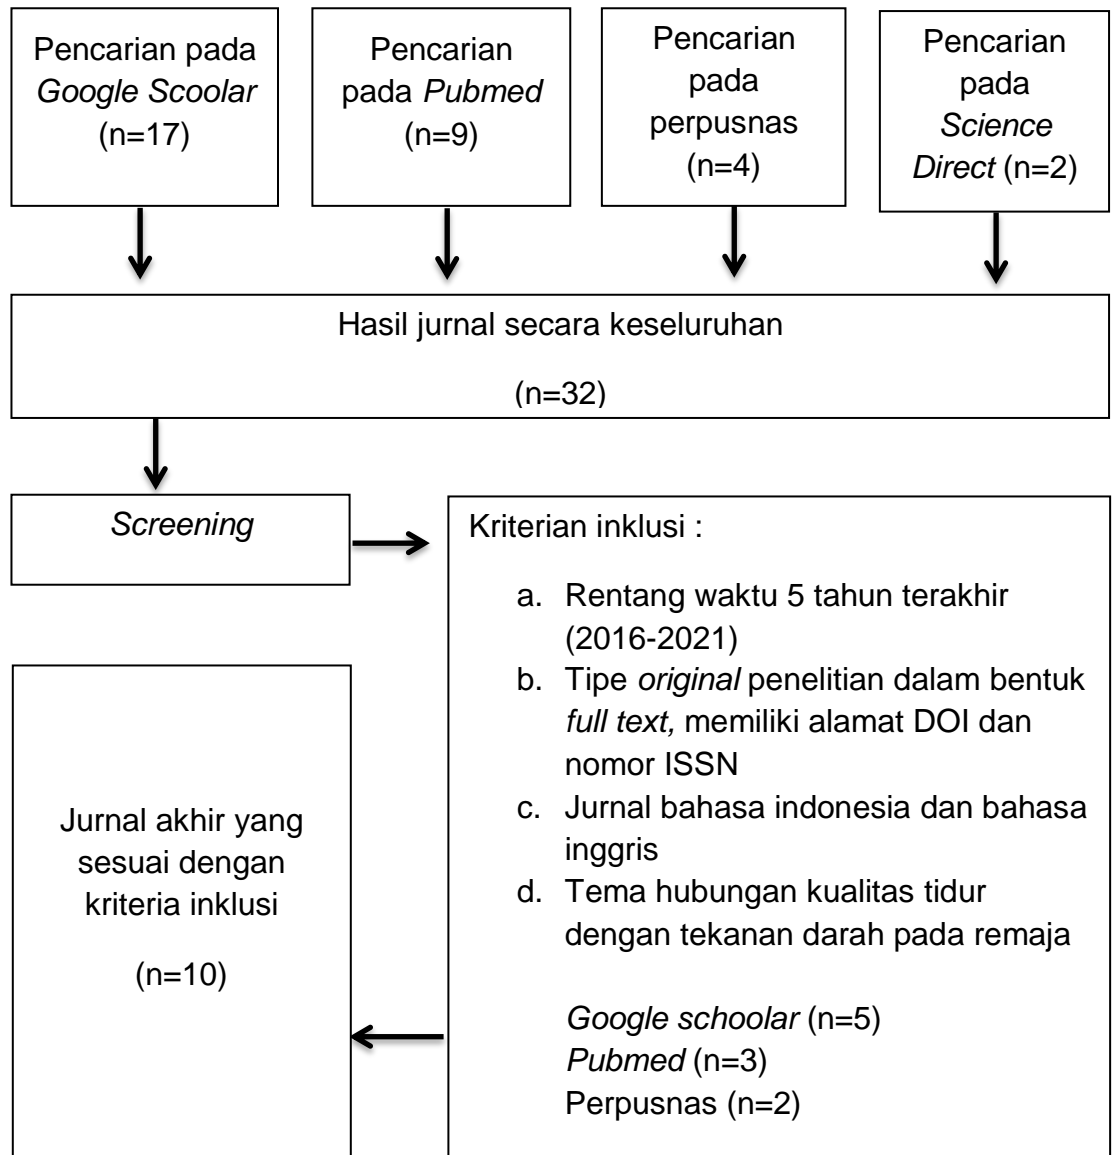 Pencarian pada
Google Scoolar
(n=17)
Pencarian
pada Pubmed
(n=9)
Pencarian
pada
perpusnas
(n=4)
Pencarian
pada
Science
Direct (n=2)
Hasil jurnal secara keseluruhan
(n=32)
Screening
Kriterian inklusi :
a. Rentang waktu 5 tahun terakhir
(2016-2021)
b. Tipe original penelitian dalam bentuk
full text, memiliki alamat DOI dan
nomor ISSN
c. Jurnal bahasa indonesia dan bahasa
inggris
d. Tema hubungan kualitas tidur
dengan tekanan darah pada remaja
Google schoolar (n=5)
Pubmed (n=3)
Perpusnas (n=2)
Jurnal akhir yang
sesuai dengan
kriteria inklusi
(n=10)